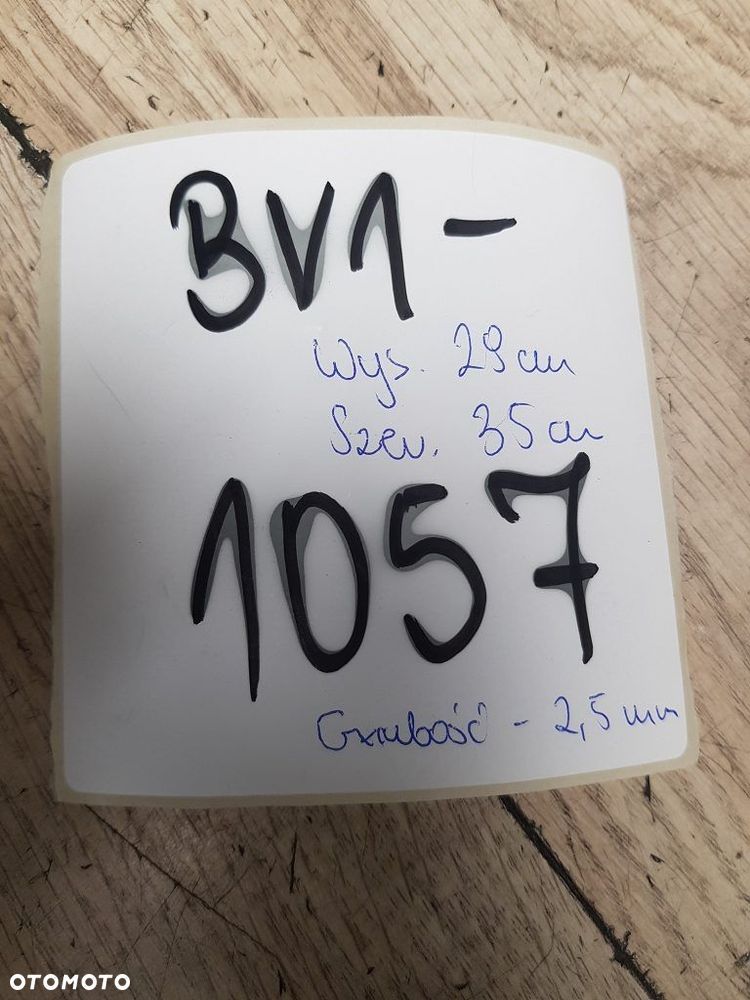 BV1-
Wys. 29 cm
Szer. 35 cm
1057
Grubość - 2,5 mm
OTOMOTO